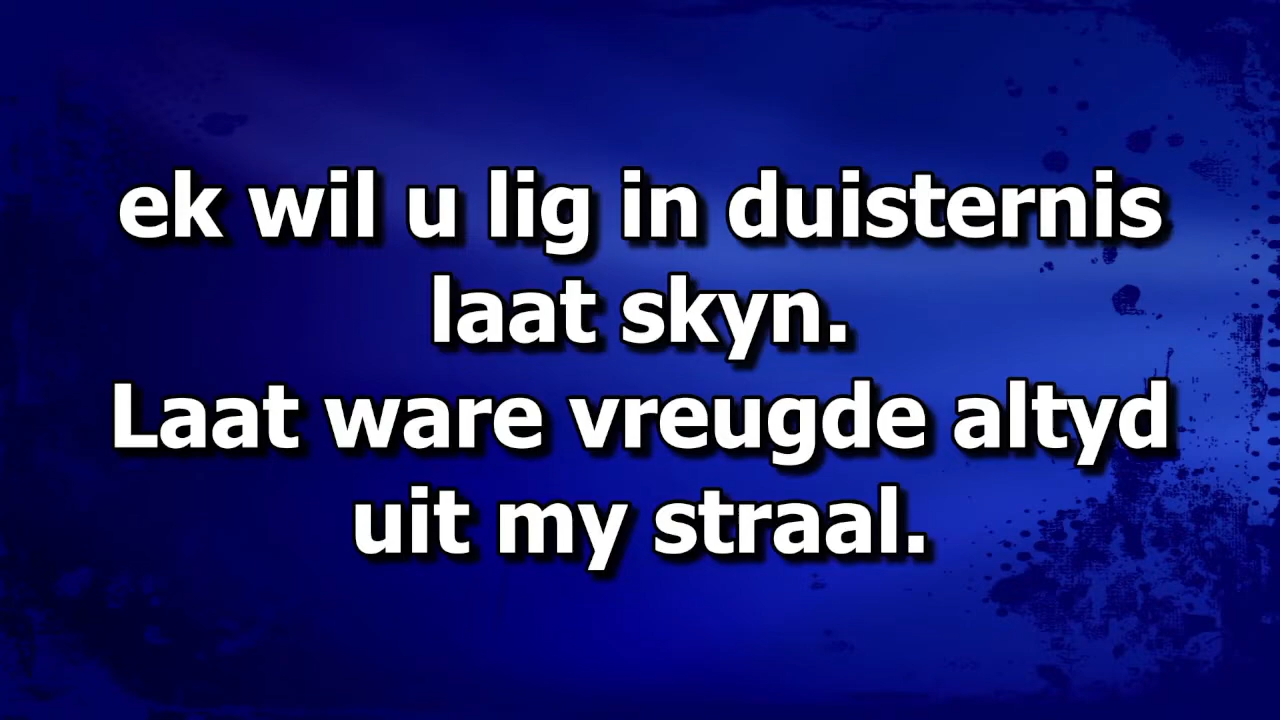 ek wil u lig in duisternis
laat skyn.
Laat ware vreugde altyd
uit my straal.